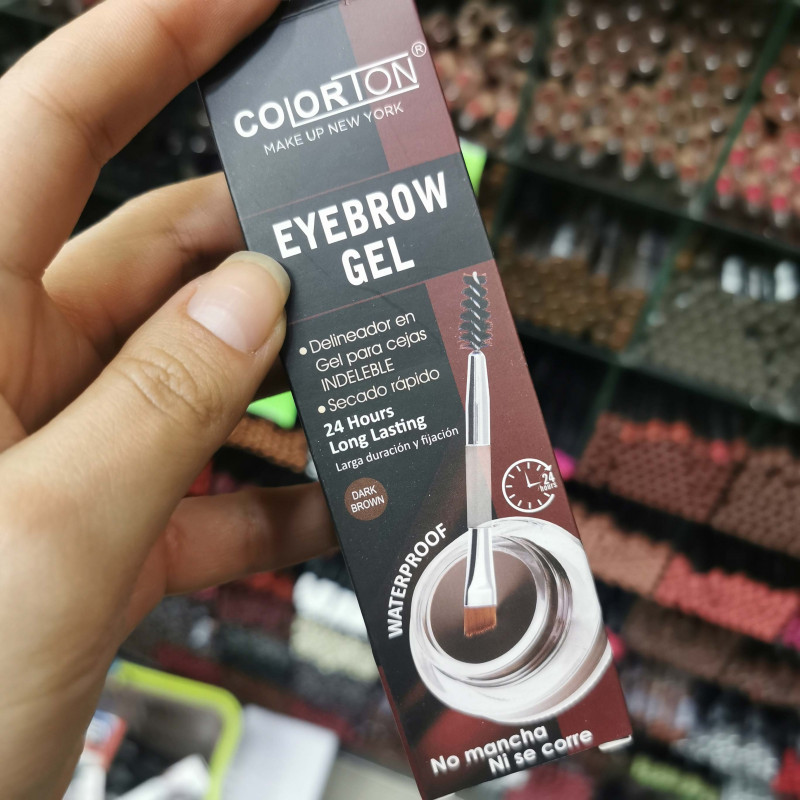 COLORTON®
MAKE UP NEW YORK
EYEBROW
GEL
• Delineador en
Gel para cejas
INDELEBLE
• Secado rápido
24 Hours
Long Lasting
Larga duración y fijación
DARK
BROWN
24
hours
WATERPROOF
No mancha
Ni se corre